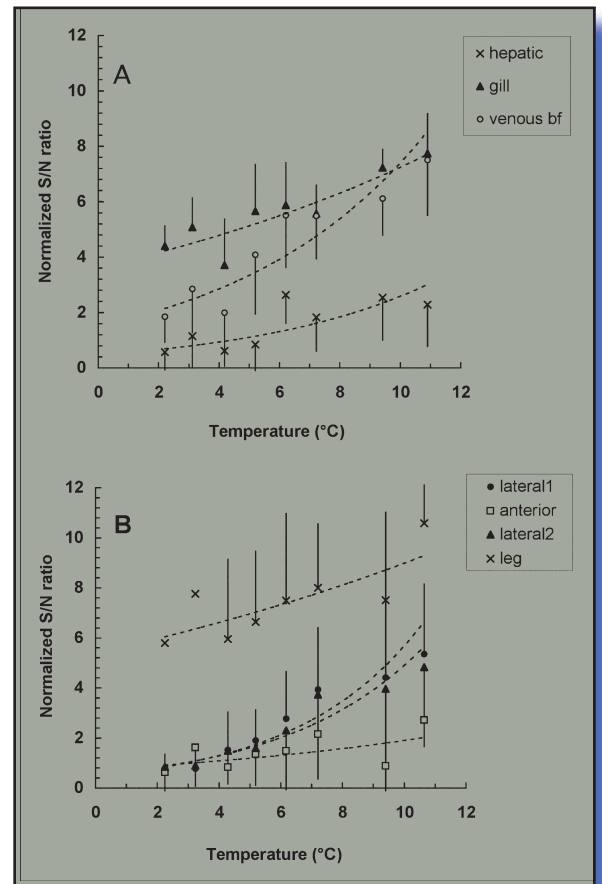 A
× hepatic
▲ gill
○ venous bf
Normalized S/N ratio
12
10
8
6
4
2
0
0 2 4 6 8 10 12
Temperature (°C)
B
● lateral1
□ anterior
▲ lateral2
× leg
Normalized S/N ratio
12
10
8
6
4
2
0
0 2 4 6 8 10 12
Temperature (°C)